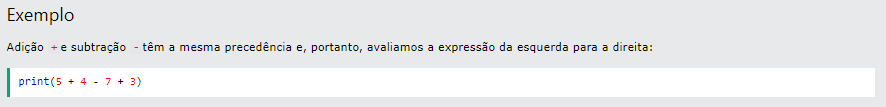 Exemplo
Adição + e subtração - têm a mesma precedência e, portanto, avaliamos a expressão da esquerda para a direita:
print(5 + 4 - 7 + 3)